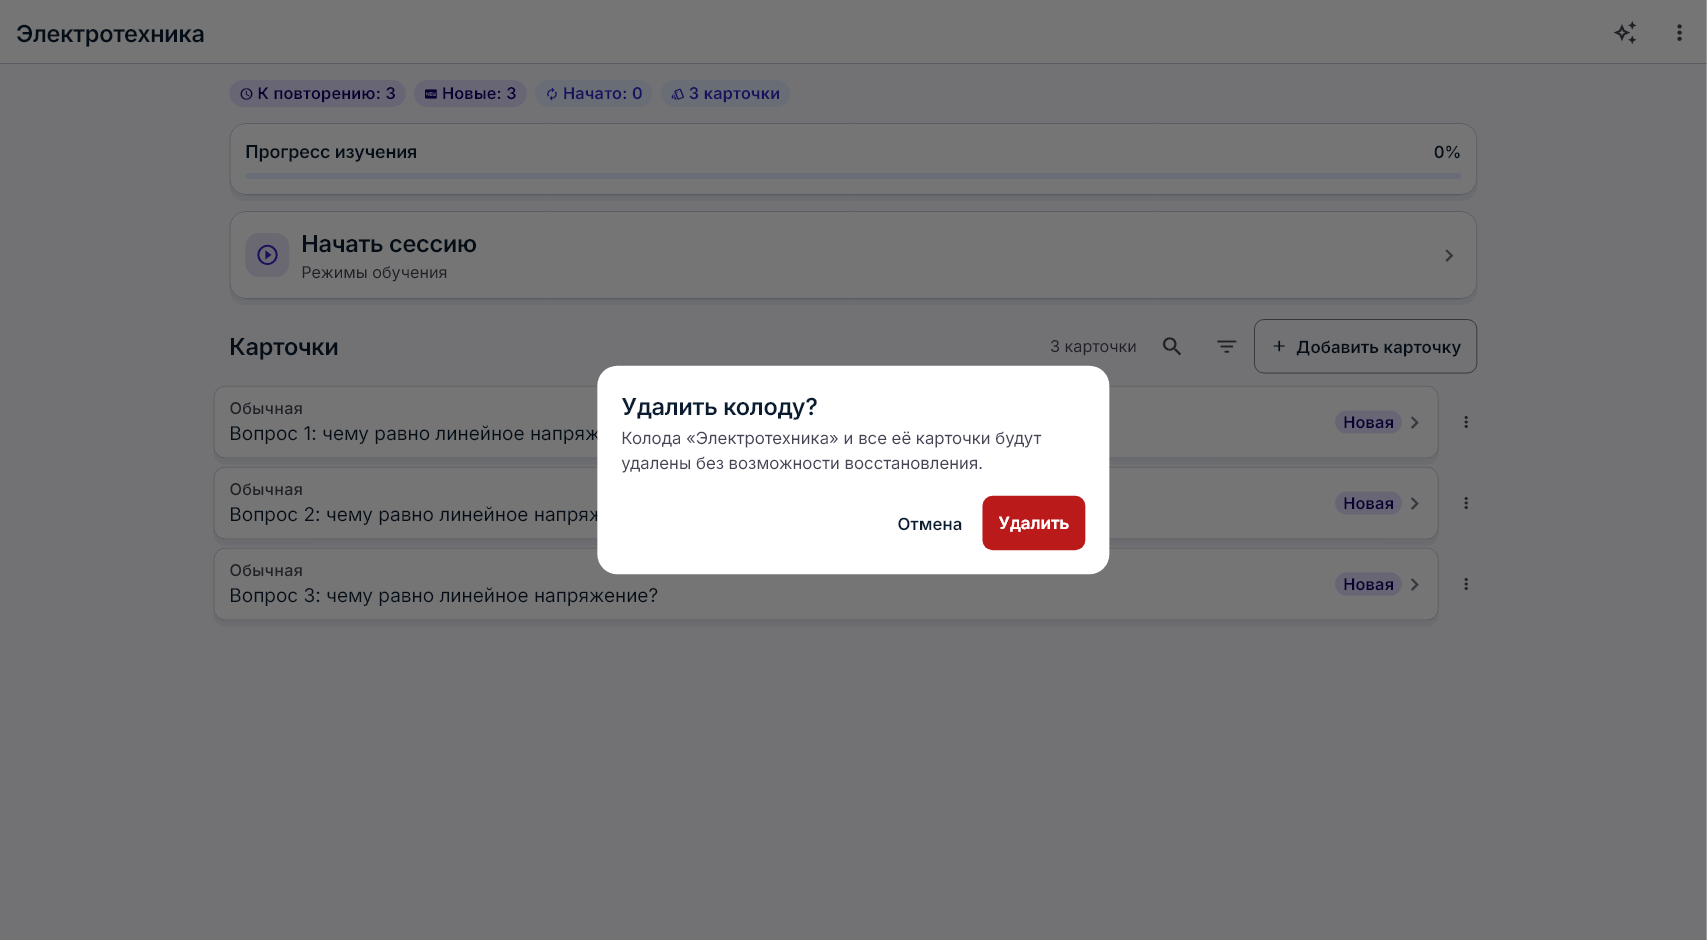 Электротехника
К повторению: 3
Новые: 3
Начато: 0
3 карточки
Прогресс изучения
0%
Начать сессию
Режимы обучения
Карточки
3 карточки
+ Добавить карточку
Обычная
Вопрос 1: чему равно линейное напряж
Новая
Обычная
Вопрос 2: чему равно линейное напряж
Новая
Обычная
Вопрос 3: чему равно линейное напряжение?
Новая
Удалить колоду?
Колода «Электротехника» и все её карточки будут
удалены без возможности восстановления.
Отмена
Удалить